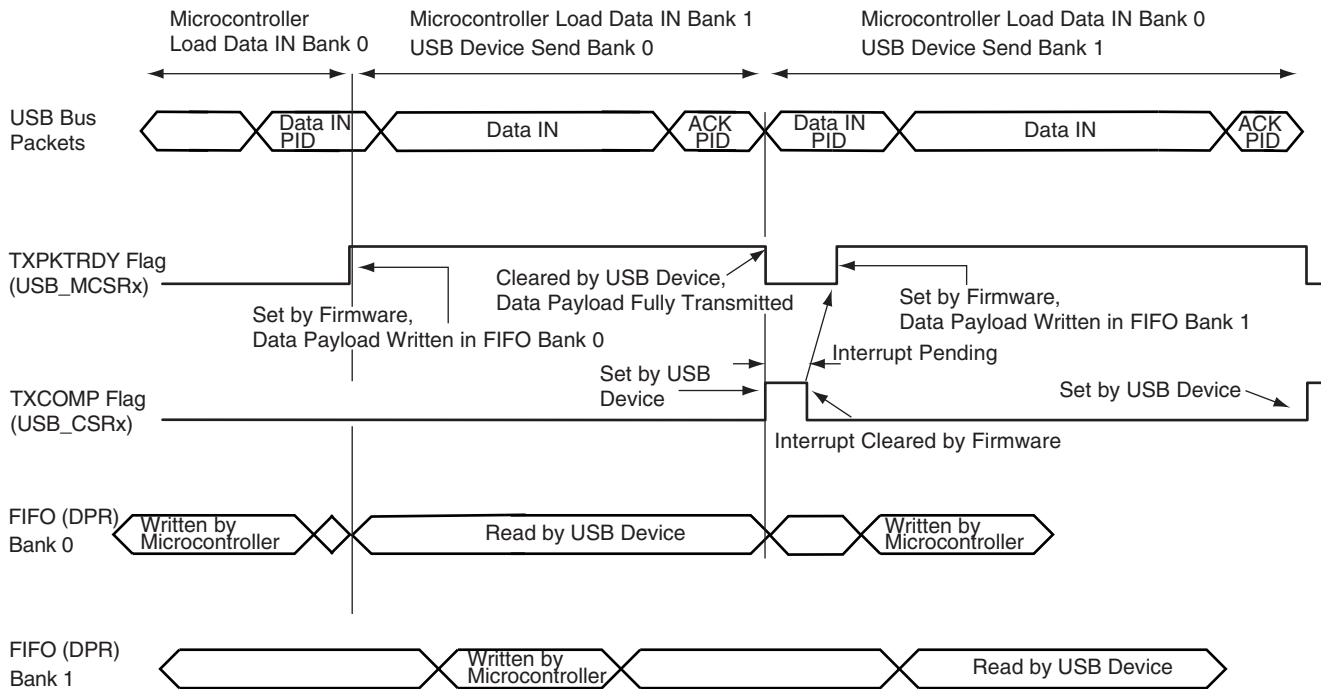 Microcontroller
Load Data IN Bank 0
Microcontroller Load Data IN Bank 1
USB Device Send Bank 0
Microcontroller Load Data IN Bank 0
USB Device Send Bank 1
USB Bus
Packets
Data IN
PID
Data IN
ACK
PID
Data IN
PID
Data IN
ACK
PID
TXPKTRDY Flag
(USB_MCSRx)
Set by Firmware,
Data Payload Written in FIFO Bank 0
Cleared by USB Device,
Data Payload Fully Transmitted
Set by Firmware,
Data Payload Written in FIFO Bank 1
Interrupt Pending
TXCOMP Flag
(USB_CSRx)
Set by USB
Device
Set by USB Device
Interrupt Cleared by Firmware
FIFO (DPR)
Bank 0
Written by
Microcontroller
Read by USB Device
Written by
Microcontroller
FIFO (DPR)
Bank 1
Written by
Microcontroller
Read by USB Device